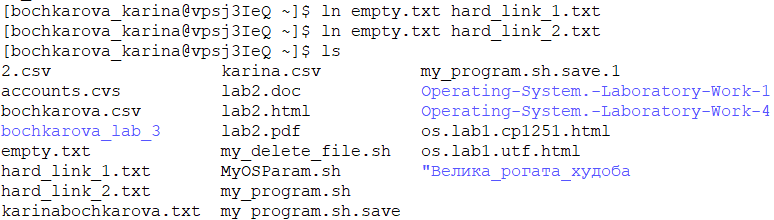 [bochkarova_karina@vpsj3IeQ ~]$ ln empty.txt hard_link_1.txt
[bochkarova_karina@vpsj3IeQ ~]$ ln empty.txt hard_link_2.txt
[bochkarova_karina@vpsj3IeQ ~]$ ls
2.csv karina.csv my_program.sh.save.1
accounts.cvs lab2.doc Operating-System.-Laboratory-Work-1
bochkarova.csv lab2.html Operating-System.-Laboratory-Work-4
bochkarova_lab_3 lab2.pdf os.lab1.cp1251.html
empty.txt my_delete_file.sh os.lab1.utf.html
hard_link_1.txt MyOSParam.sh "Велика_рогата_худоба
hard_link_2.txt my_program.sh
karinabochkarova.txt my_program.sh.save